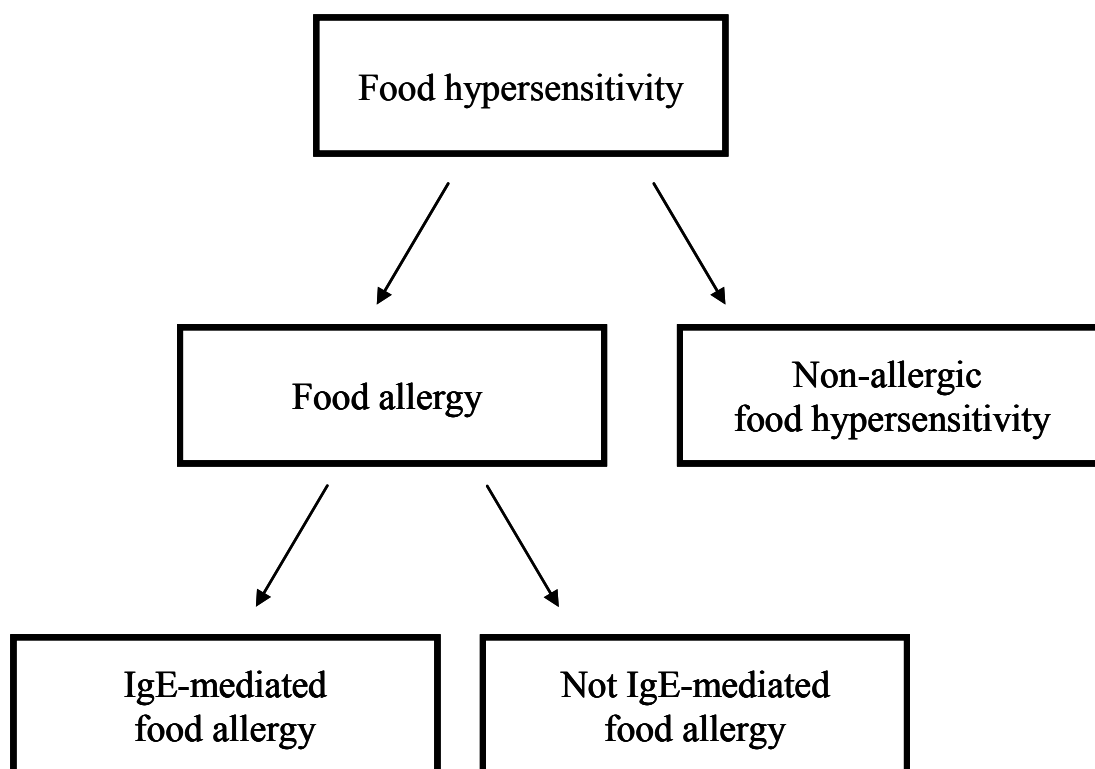 Food hypersensitivity
Food allergy
Non-allergic
food hypersensitivity
IgE-mediated
food allergy
Not IgE-mediated
food allergy